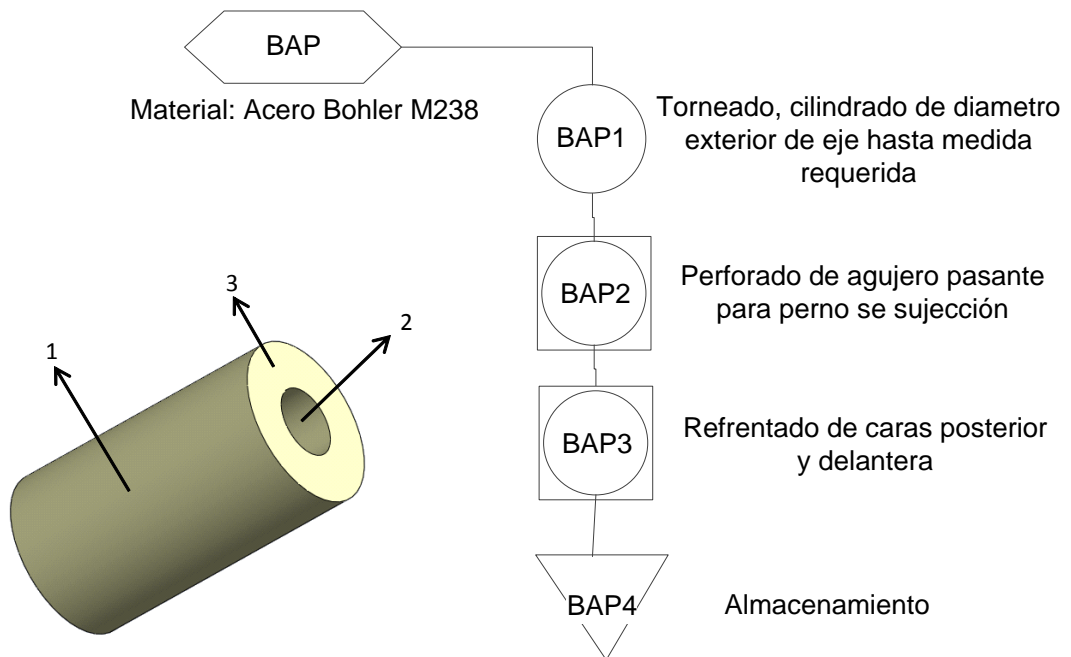 BAP
Material: Acero Bohler M238
BAP1
Torneado, cilindrado de diametro
exterior de eje hasta medida
requerida
BAP2
Perforado de agujero pasante
para perno se sujección
BAP3
Refrentado de caras posterior
y delantera
BAP4
Almacenamiento
1
3
2